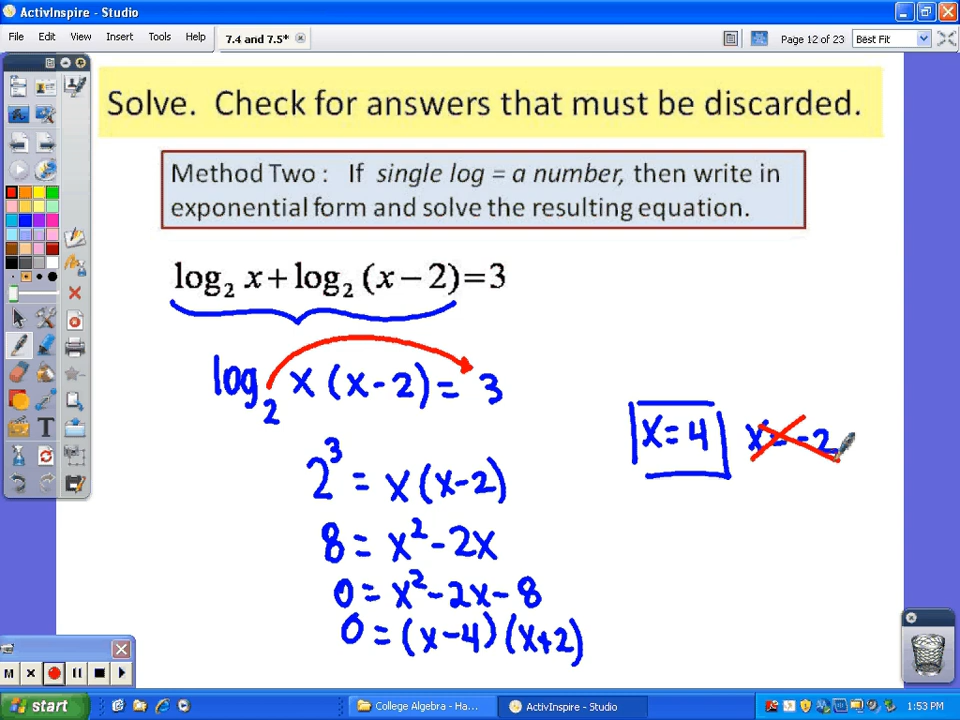 ActivInspire - Studio
File Edit View Insert Tools Help 7.4 and 7.5* Page 12 of 23 Best Fit
Solve. Check for answers that must be discarded.
Method Two : If single log = a number, then write in
exponential form and solve the resulting equation.
log₂ x + log₂ (x − 2) = 3
log₂ x (x - 2) = 3
x = 4 x = -2
2³ = x (x - 2)
8 = x² - 2x
0 = x² - 2x - 8
0 = (x - 4) (x + 2)
M
start College Algebra - Ha... ActivInspire - Studio 1:53 PM